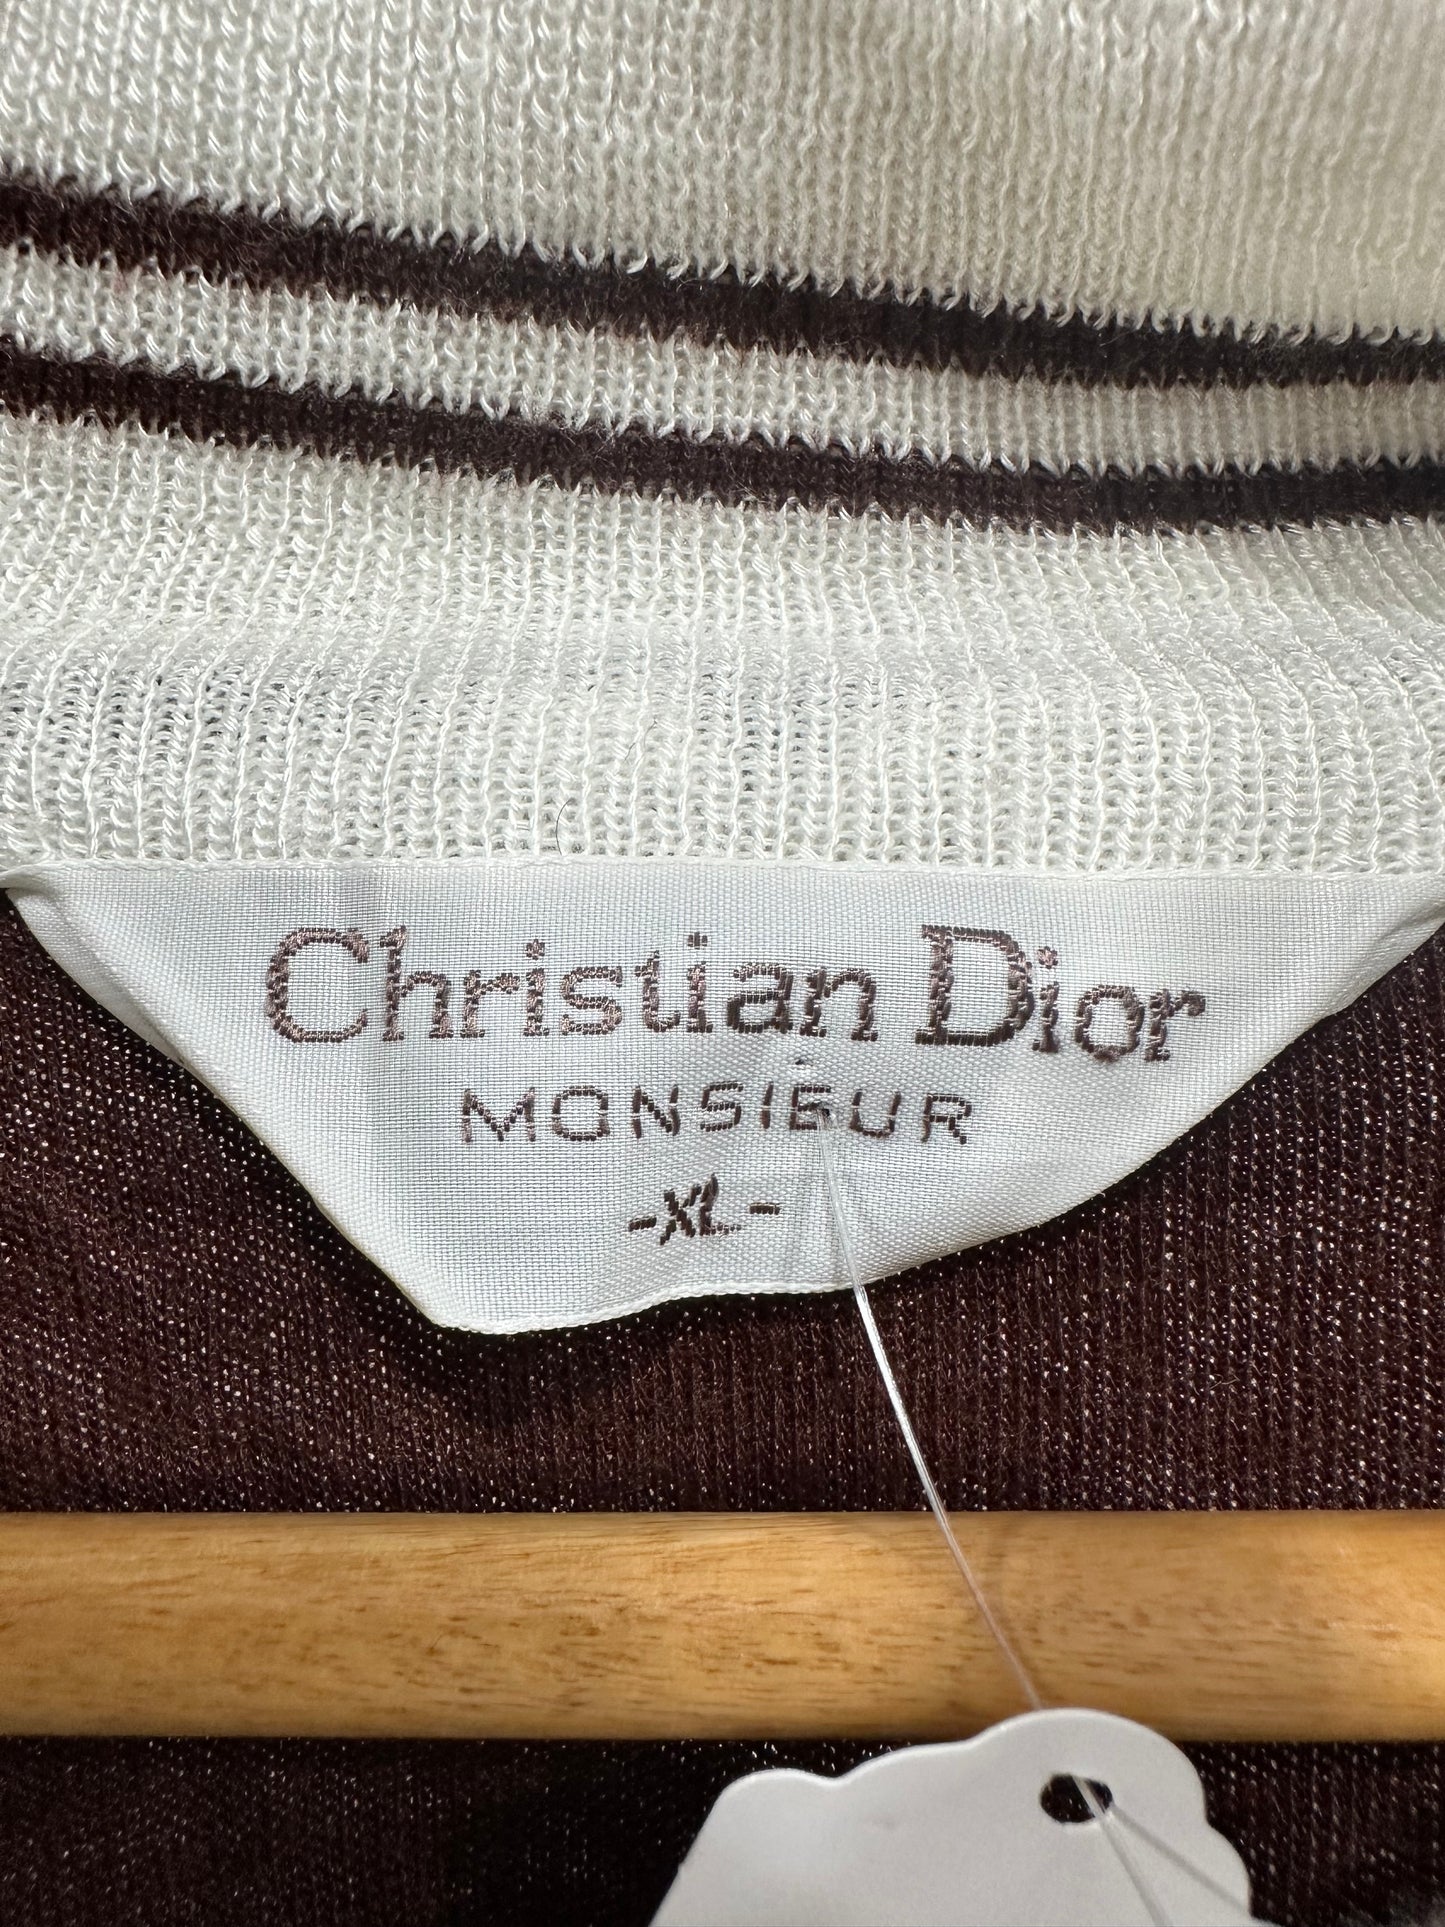 Christian Dior
MONSIEUR
-XL-